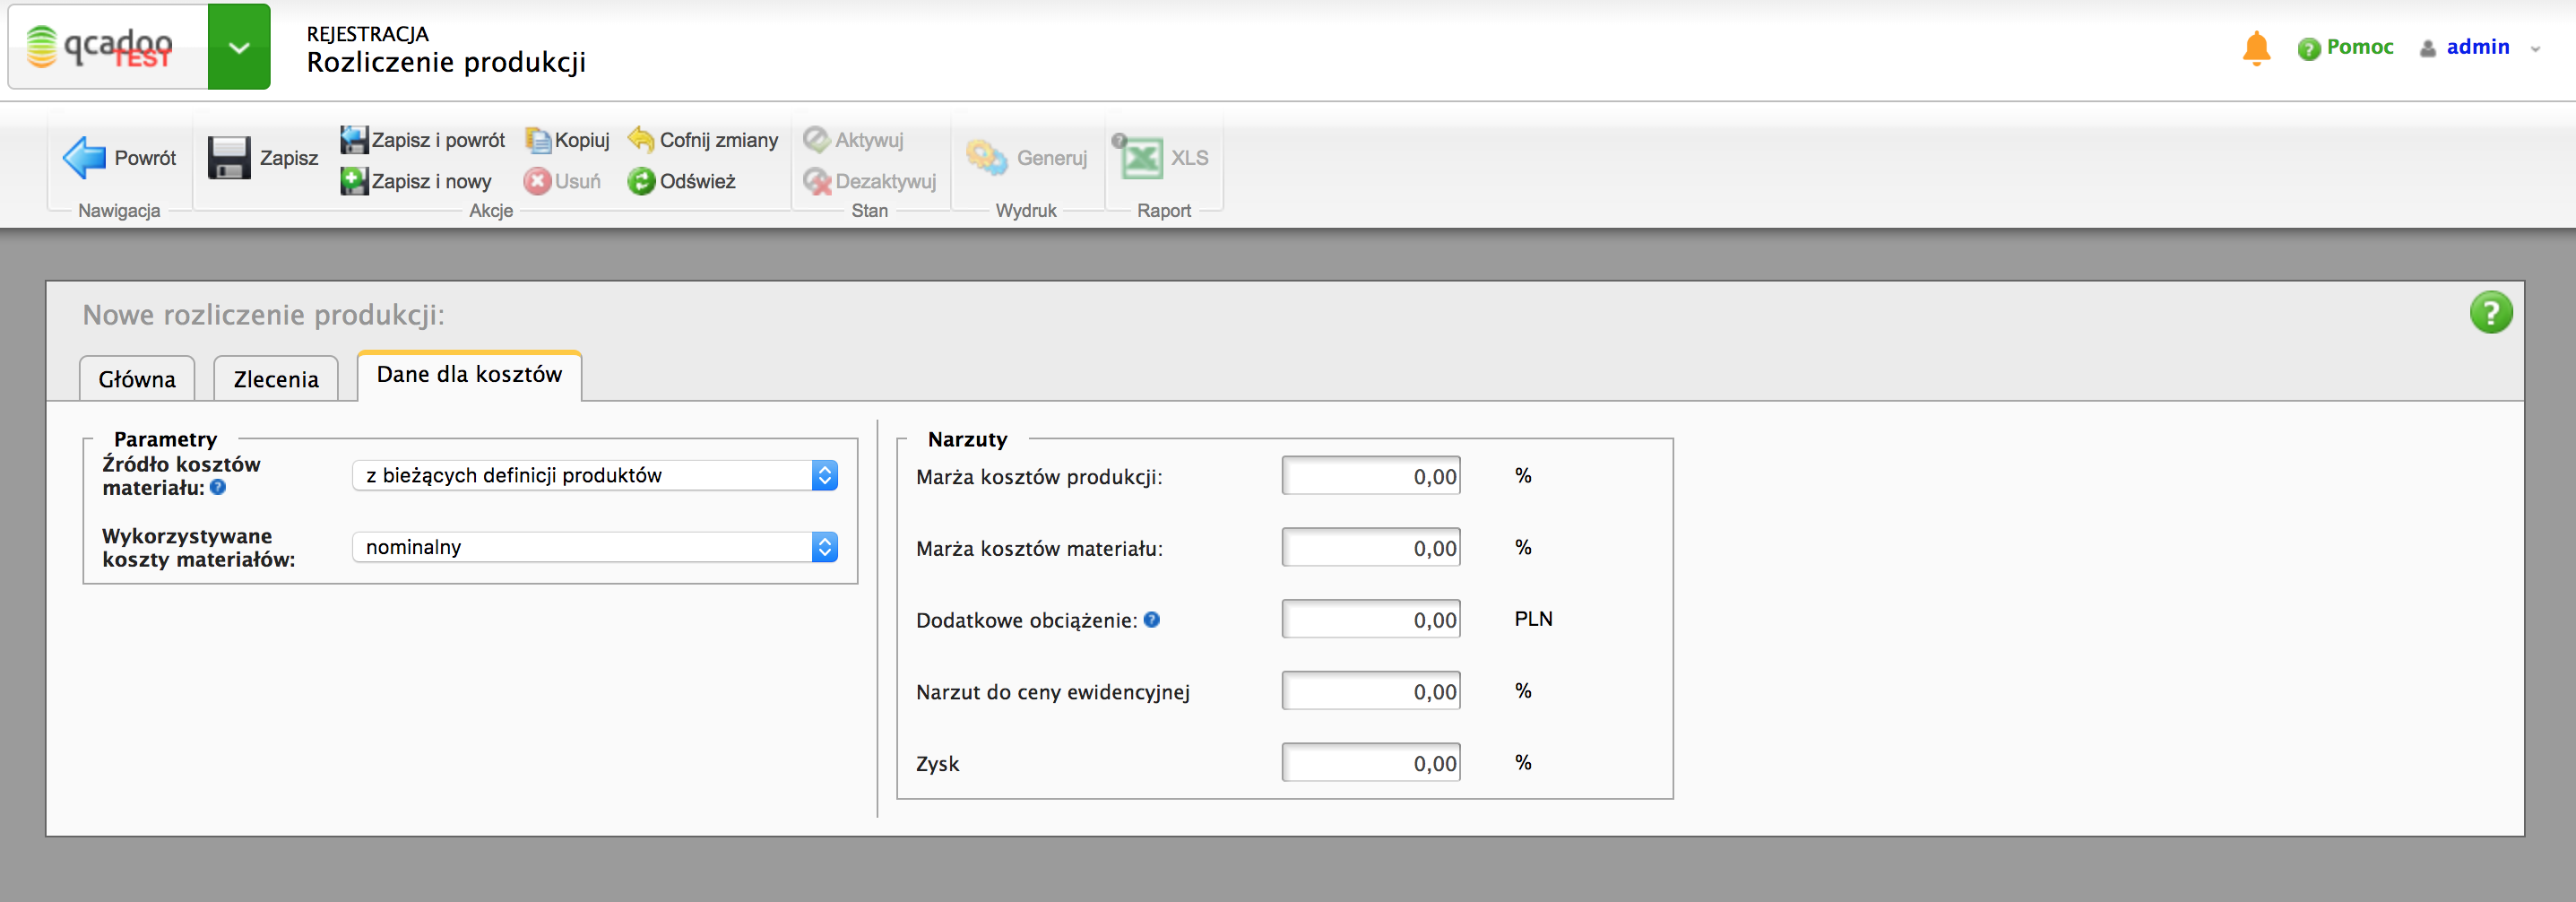 qcadoo
TEST
REJESTRACJA
Rozliczenie produkcji
Pomoc
admin
Powrót
Nawigacja
Zapisz
Zapisz i powrót
Kopiuj
Cofnij zmiany
Zapisz i nowy
Usuń
Odśwież
Akcje
Aktywuj
Dezaktywuj
Stan
Generuj
Wydruk
XLS
Raport
Nowe rozliczenie produkcji:
Główna
Zlecenia
Dane dla kosztów
Parametry
Źródło kosztów
materiału:
z bieżących definicji produktów
Wykorzystywane
koszty materiałów:
nominalny
Narzuty
Marża kosztów produkcji: 0,00 %
Marża kosztów materiału: 0,00 %
Dodatkowe obciążenie: 0,00 PLN
Narzut do ceny ewidencyjnej 0,00 %
Zysk 0,00 %